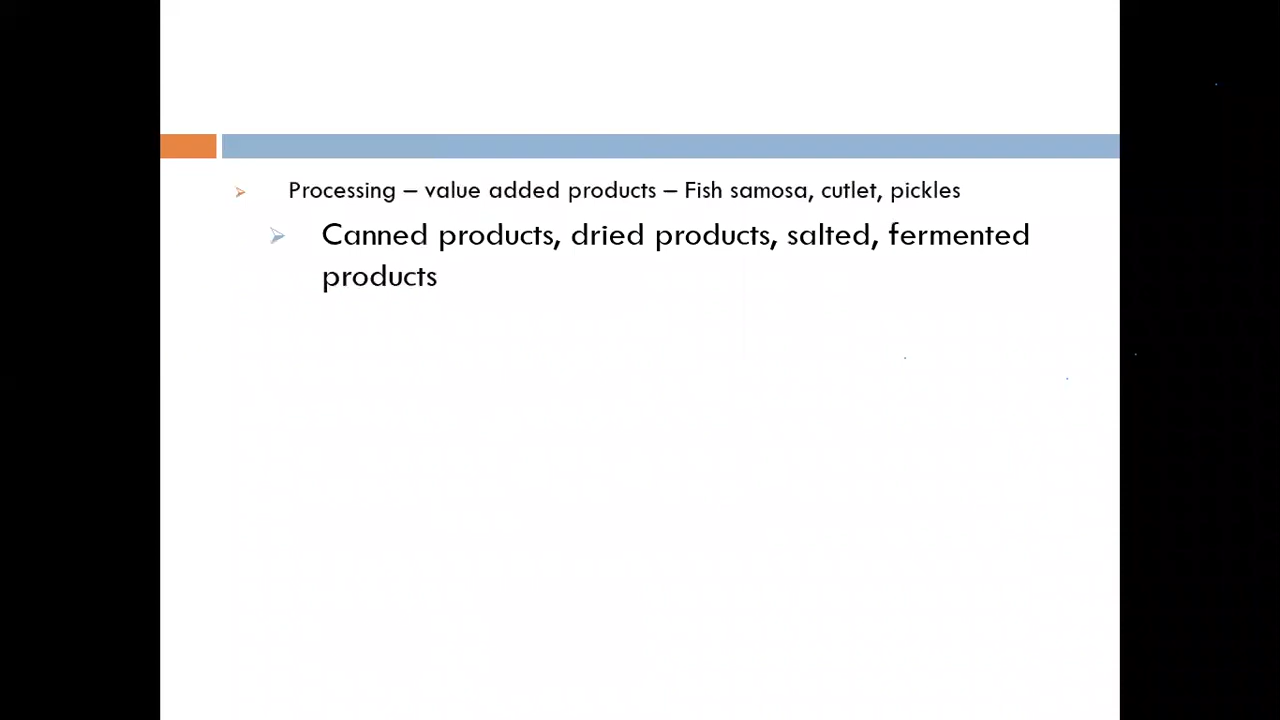 Processing – value added products – Fish samosa, cutlet, pickles
Canned products, dried products, salted, fermented
products